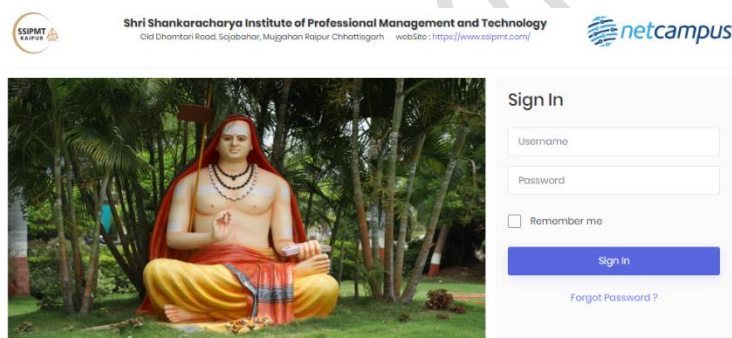 SSIPMT
RAIPUR
Shri Shankaracharya Institute of Professional Management and Technology
Old Dhamtari Road, Sejabahar, Mujgahan Raipur Chhattisgarh webSite : https://www.ssipmt.com/
netcampus
Sign In
Username
Password
Remember me
Sign In
Forgot Password ?